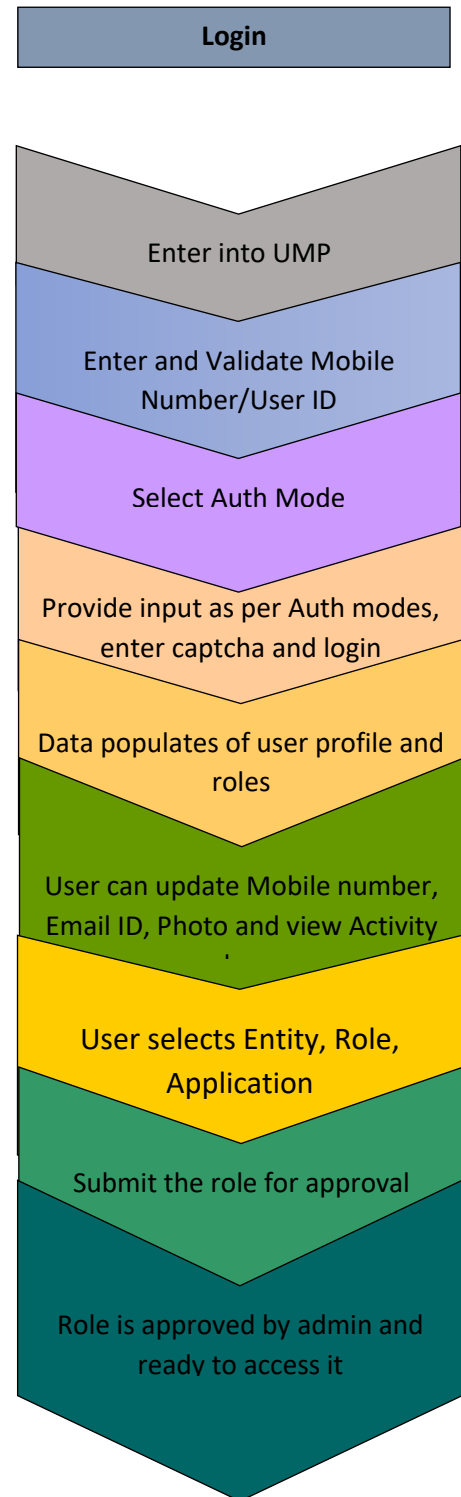 Login
Enter into UMP
Enter and Validate Mobile
Number/User ID
Select Auth Mode
Provide input as per Auth modes,
enter captcha and login
Data populates of user profile and
roles
User can update Mobile number,
Email ID, Photo and view Activity
User selects Entity, Role,
Application
Submit the role for approval
Role is approved by admin and
ready to access it